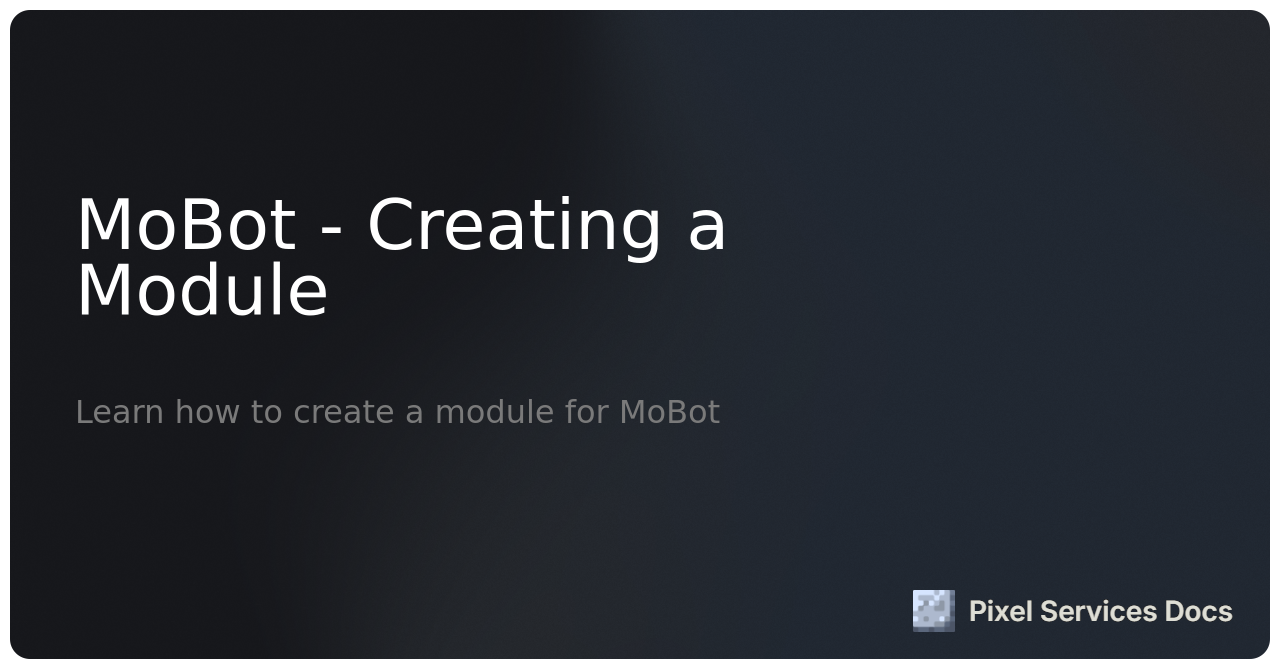 MoBot - Creating a
Module
Learn how to create a module for MoBot
Pixel Services Docs